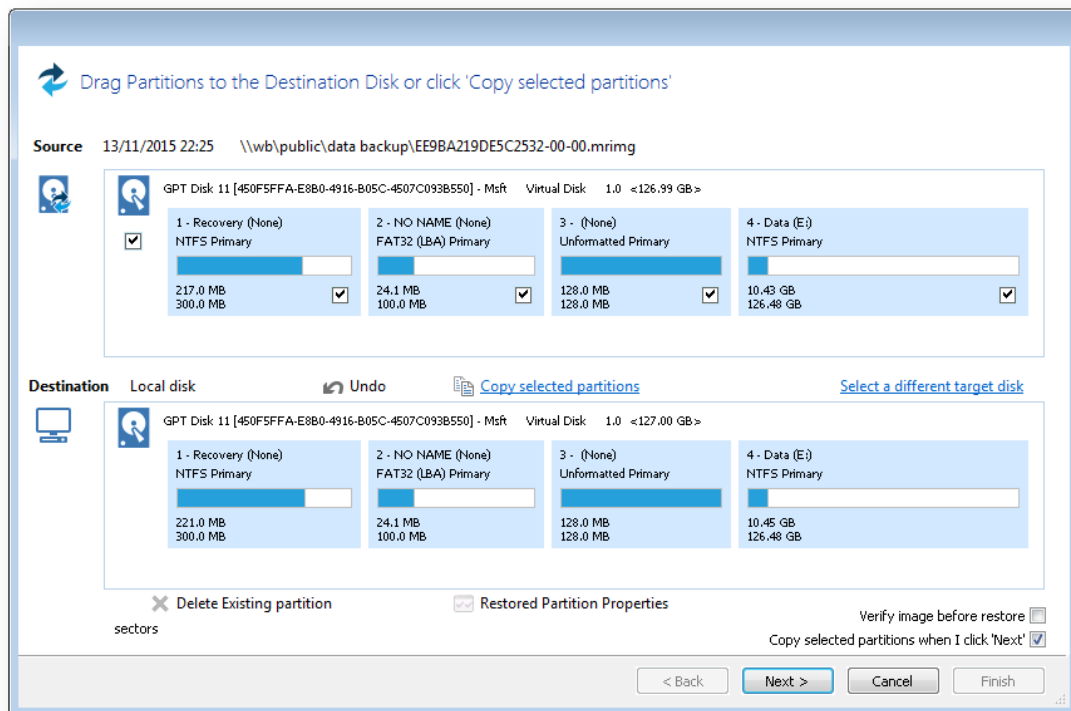 Drag Partitions to the Destination Disk or click 'Copy selected partitions'
Source 13/11/2015 22:25 \\wb\public\data backup\EE9BA219DE5C2532-00-00.mrimg
GPT Disk 11 [450F5FFA-E8B0-4916-B05C-4507C093B550] - Msft Virtual Disk 1.0 <126.99 GB>
1 - Recovery (None)
NTFS Primary
217.0 MB
300.0 MB
2 - NO NAME (None)
FAT32 (LBA) Primary
24.1 MB
100.0 MB
3 - (None)
Unformatted Primary
128.0 MB
128.0 MB
4 - Data (E:)
NTFS Primary
10.43 GB
126.48 GB
Destination Local disk Undo Copy selected partitions Select a different target disk
GPT Disk 11 [450F5FFA-E8B0-4916-B05C-4507C093B550] - Msft Virtual Disk 1.0 <127.00 GB>
1 - Recovery (None)
NTFS Primary
221.0 MB
300.0 MB
2 - NO NAME (None)
FAT32 (LBA) Primary
24.1 MB
100.0 MB
3 - (None)
Unformatted Primary
128.0 MB
128.0 MB
4 - Data (E:)
NTFS Primary
10.45 GB
126.48 GB
Delete Existing partition Restored Partition Properties
Verify image before restore
sectors
Copy selected partitions when I click 'Next'
< Back Next > Cancel Finish